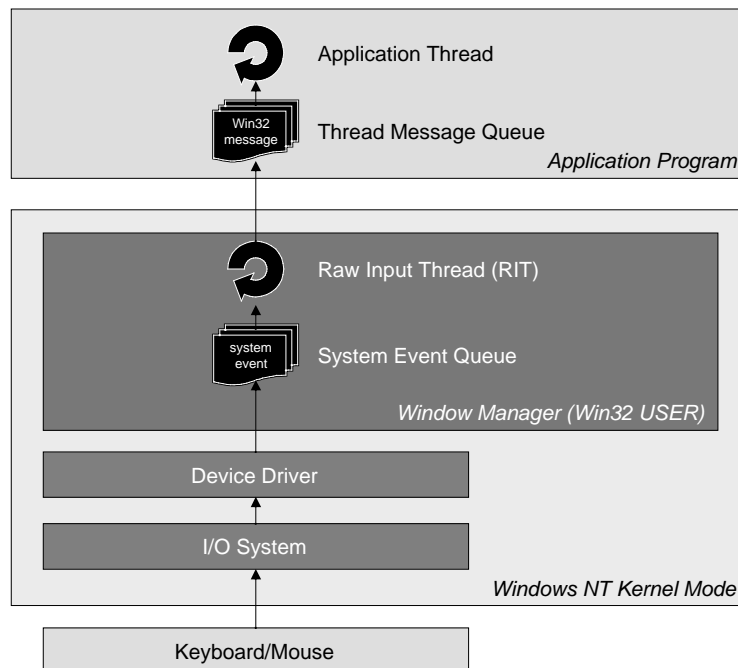 Application Thread
Win32
message
Thread Message Queue
Application Program
Raw Input Thread (RIT)
system
event
System Event Queue
Window Manager (Win32 USER)
Device Driver
I/O System
Windows NT Kernel Mode
Keyboard/Mouse